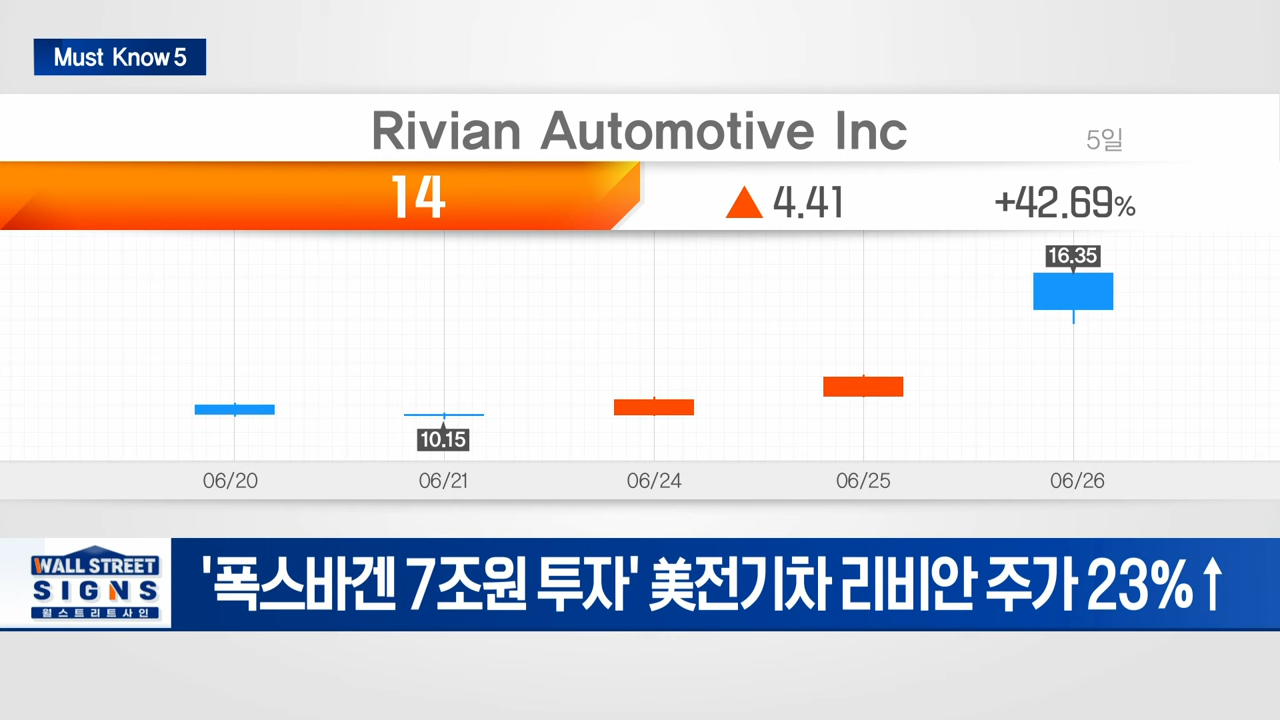 Must Know 5
Rivian Automotive Inc
5일
14
▲ 4.41
+42.69%
16.35
10.15
06/20
06/21
06/24
06/25
06/26
WALL STREET
SIGNS
월스트리트사인
'폭스바겐 7조원 투자' 美전기차 리비안 주가 23%↑